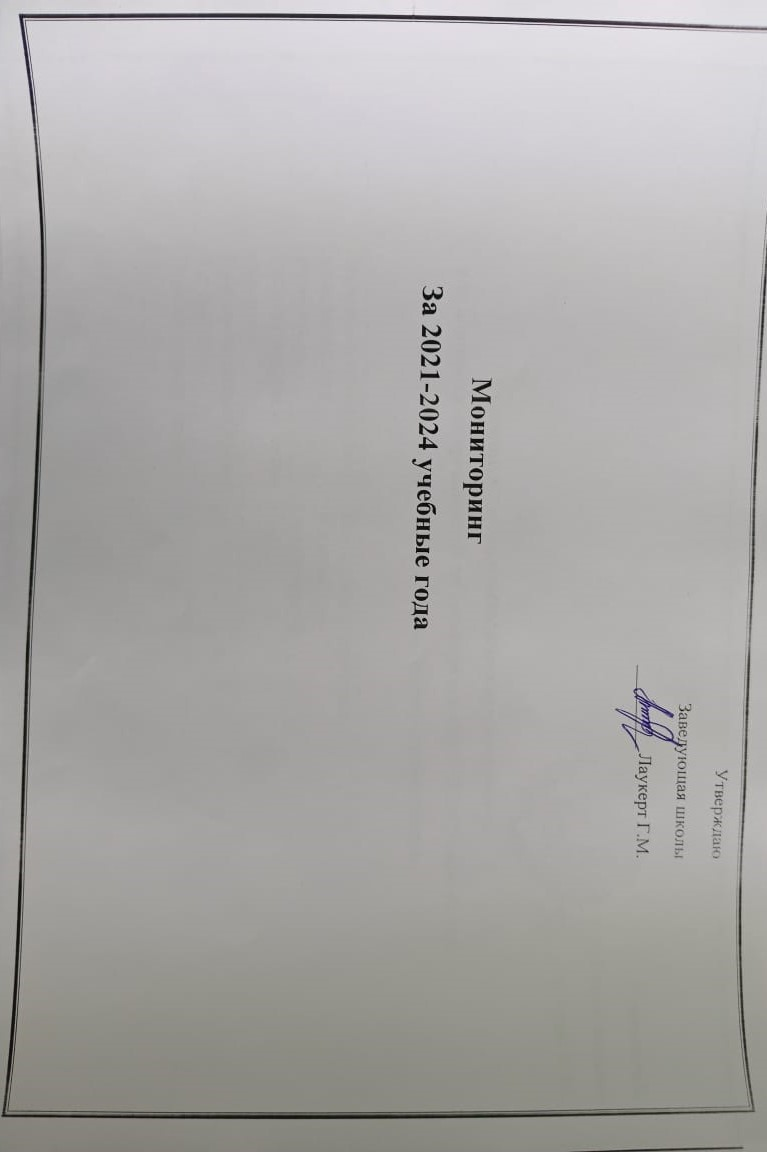 Утверждаю
Заведующая школы
Лаукерт Г.М.
Мониторинг
За 2021-2024 учебные года